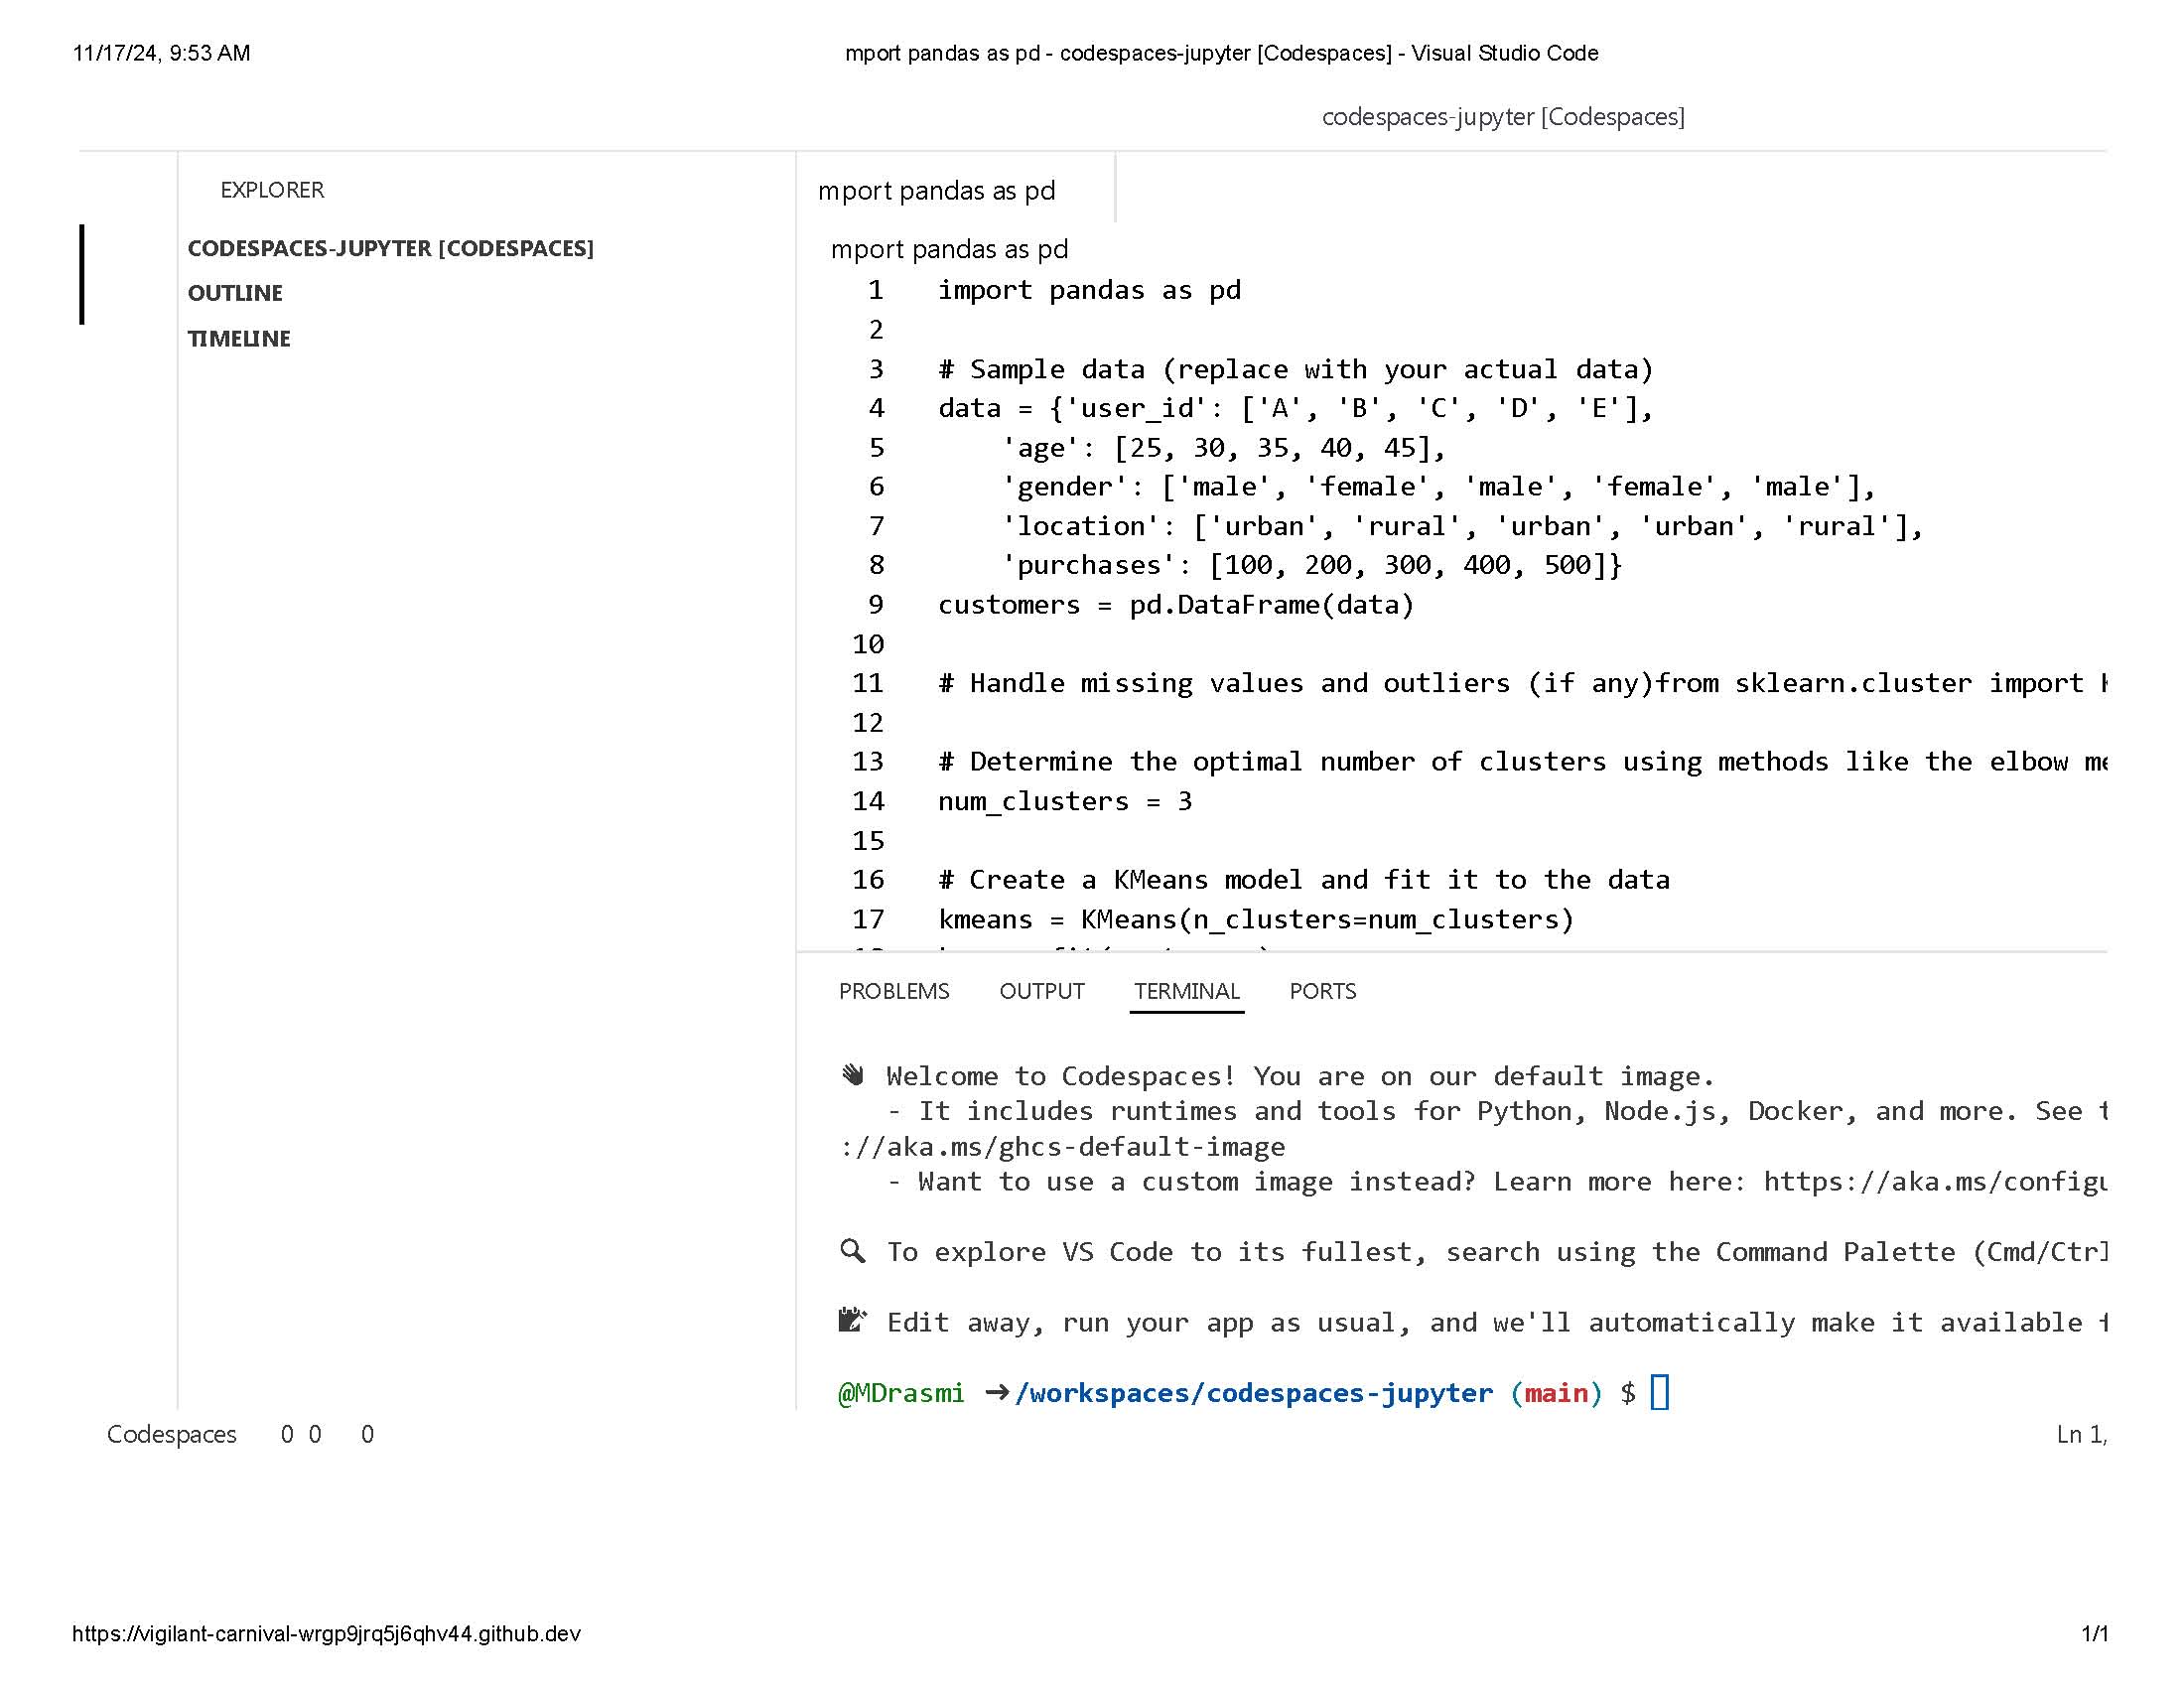 11/17/24, 9:53 AM
mport pandas as pd - codespaces-jupyter [Codespaces] - Visual Studio Code
codespaces-jupyter [Codespaces]
EXPLORER
CODESPACES-JUPYTER [CODESPACES]
OUTLINE
TIMELINE
mport pandas as pd
mport pandas as pd
1 import pandas as pd
2
3 # Sample data (replace with your actual data)
4 data = {'user_id': ['A', 'B', 'C', 'D', 'E'],
5 'age': [25, 30, 35, 40, 45],
6 'gender': ['male', 'female', 'male', 'female', 'male'],
7 'location': ['urban', 'rural', 'urban', 'urban', 'rural'],
8 'purchases': [100, 200, 300, 400, 500]}
9 customers = pd.DataFrame(data)
10
11 # Handle missing values and outliers (if any)from sklearn.cluster import
12
13 # Determine the optimal number of clusters using methods like the elbow
14 num_clusters = 3
15
16 # Create a KMeans model and fit it to the data
17 kmeans = KMeans(n_clusters=num_clusters)
PROBLEMS OUTPUT TERMINAL PORTS
👋 Welcome to Codespaces! You are on our default image.
- It includes runtimes and tools for Python, Node.js, Docker, and more. See
://aka.ms/ghcs-default-image
- Want to use a custom image instead? Learn more here: https://aka.ms/config
🔍 To explore VS Code to its fullest, search using the Command Palette (Cmd/Ctrl
📝 Edit away, run your app as usual, and we'll automatically make it available
@MDrasmi ➜ /workspaces/codespaces-jupyter (main) $
Codespaces 0 0 0
Ln 1,
https://vigilant-carnival-wrgp9jrq5j6qhv44.github.dev
1/1